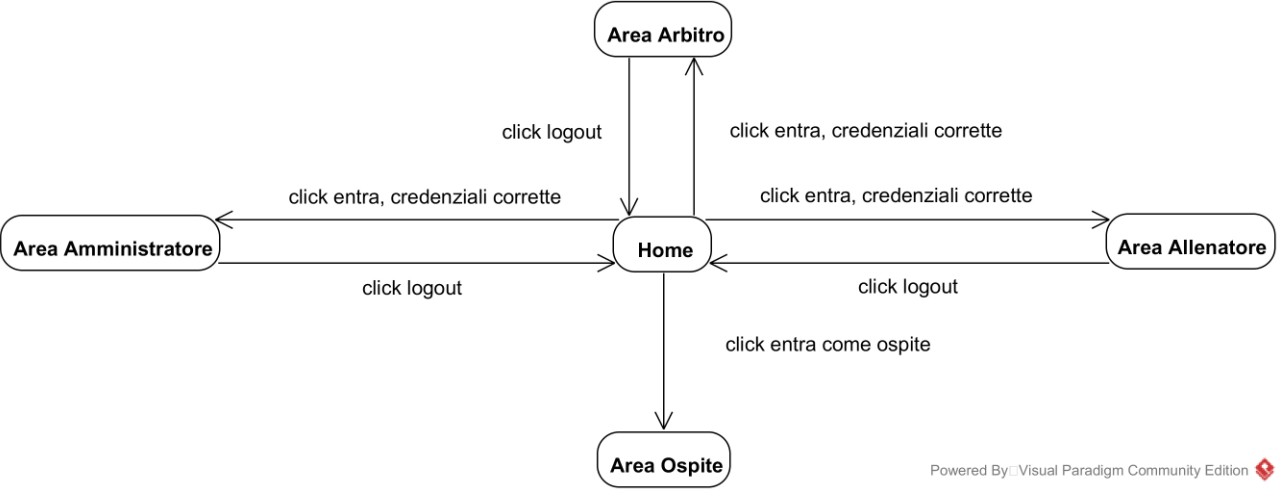 Area Arbitro
click logout
click entra, credenziali corrette
click entra, credenziali corrette
click entra, credenziali corrette
Area Amministratore
Home
Area Allenatore
click logout
click logout
click entra come ospite
Area Ospite
Powered By Visual Paradigm Community Edition